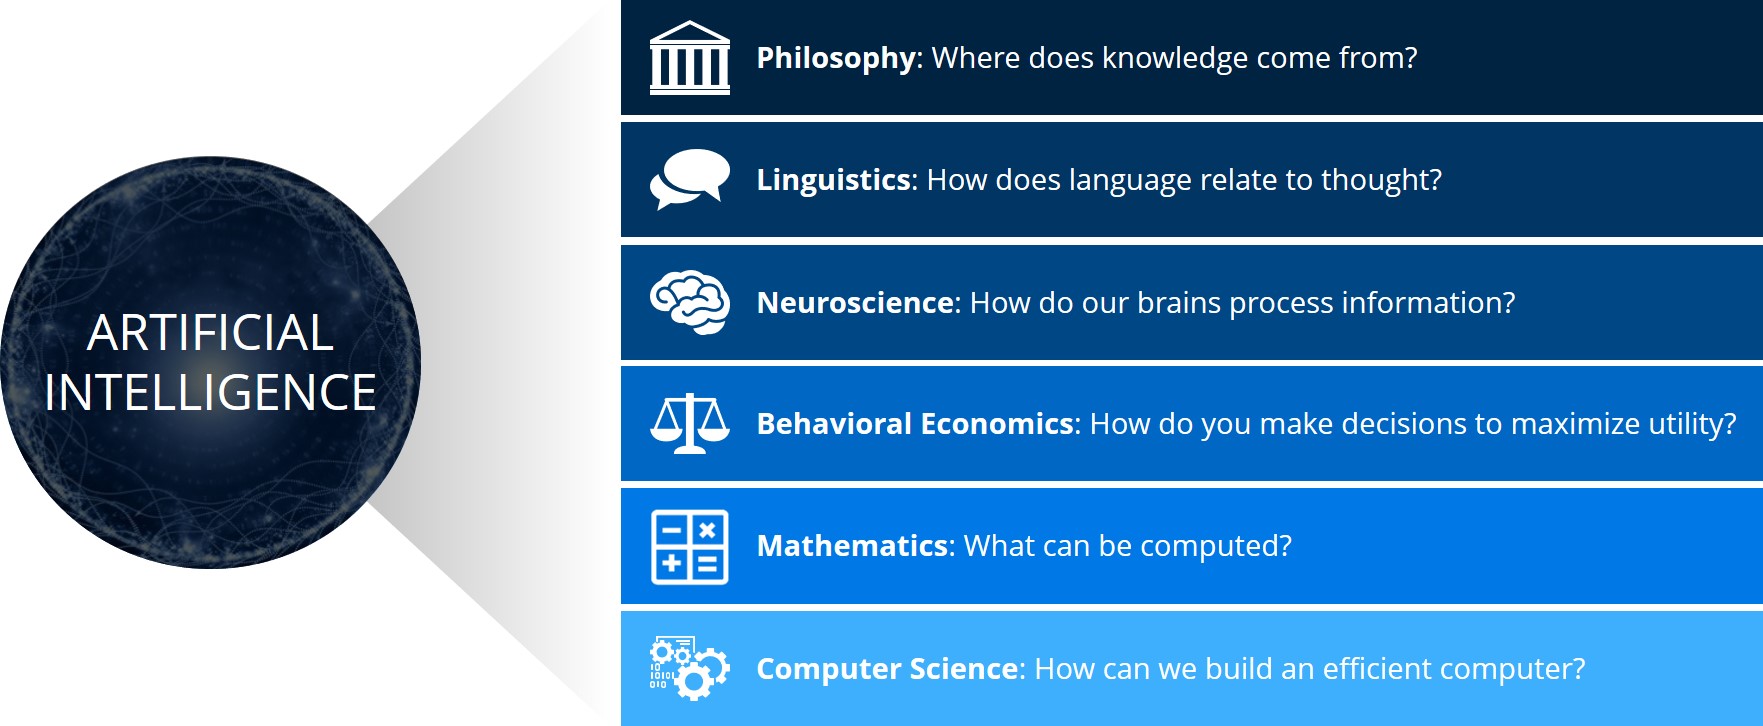 ARTIFICIAL
INTELLIGENCE
Philosophy: Where does knowledge come from?
Linguistics: How does language relate to thought?
Neuroscience: How do our brains process information?
Behavioral Economics: How do you make decisions to maximize utility?
Mathematics: What can be computed?
Computer Science: How can we build an efficient computer?